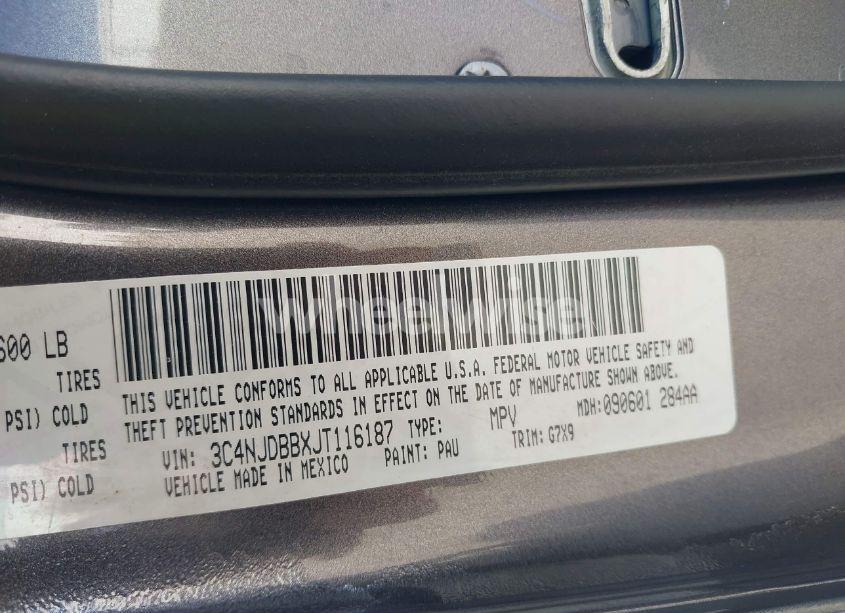 wheelwise
600 LB
TIRES
PSI) COLD
TIRES
PSI) COLD
THIS VEHICLE CONFORMS TO ALL APPLICABLE U.S.A. FEDERAL MOTOR VEHICLE SAFETY AND
THEFT PREVENTION STANDARDS IN EFFECT ON THE DATE OF MANUFACTURE SHOWN ABOVE.
VIN: 3C4NJDBBXJT116187 TYPE: MPV MDH:090601 284AA
VEHICLE MADE IN MEXICO PAINT: PAU TRIM: G7X9